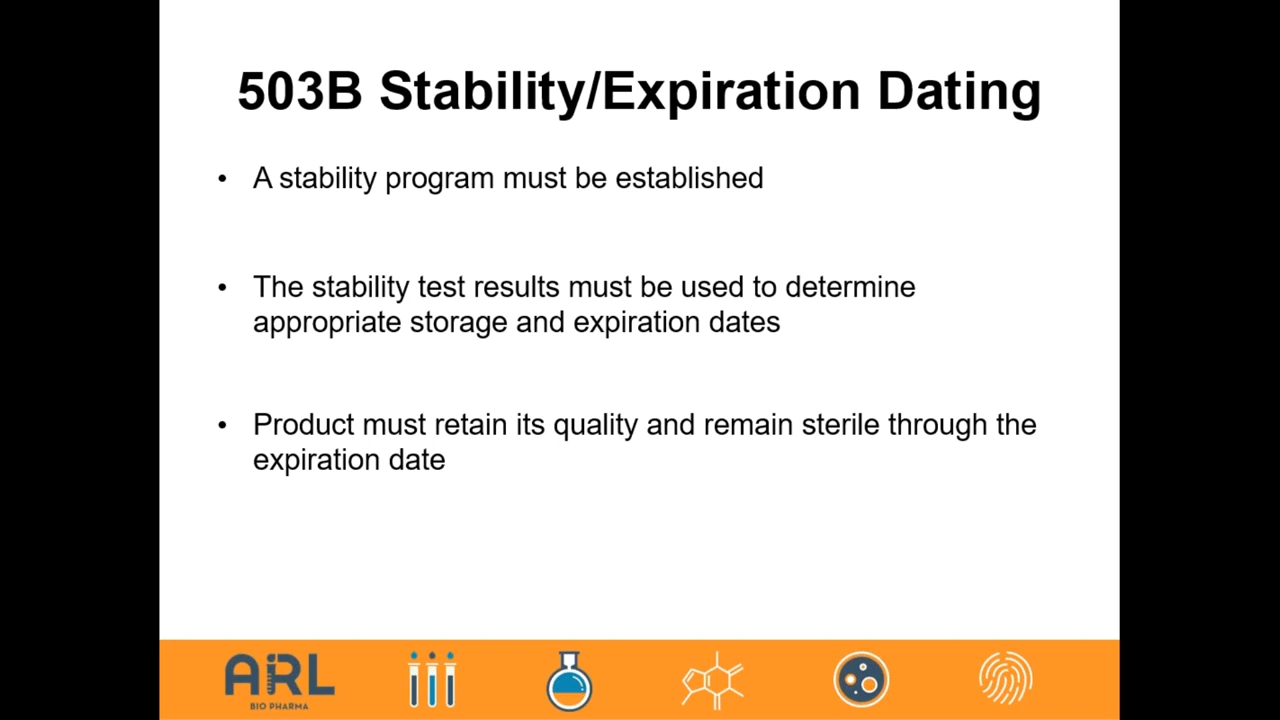 503B Stability/Expiration Dating
• A stability program must be established
• The stability test results must be used to determine
appropriate storage and expiration dates
• Product must retain its quality and remain sterile through the
expiration date
ARL
BIO PHARMA